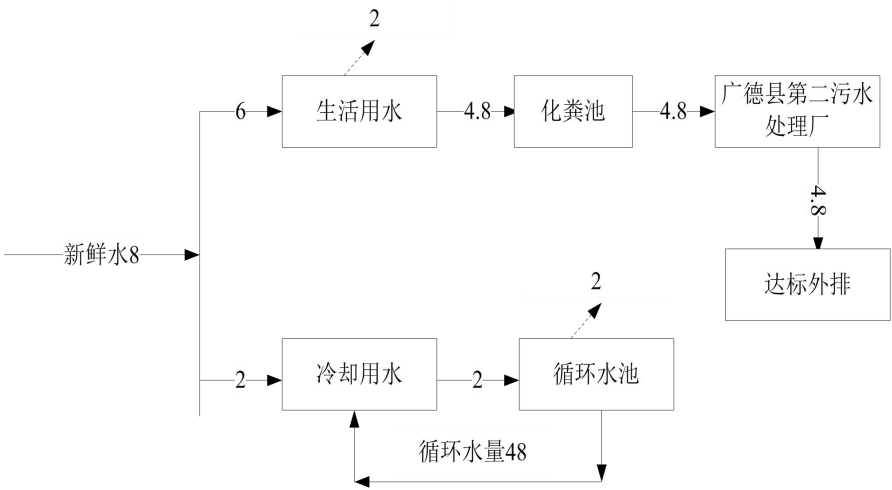 2
6
生活用水
4.8
化粪池
4.8
广德县第二污水
处理厂
4.8
新鲜水8
达标外排
2
2
冷却用水
2
循环水池
循环水量48